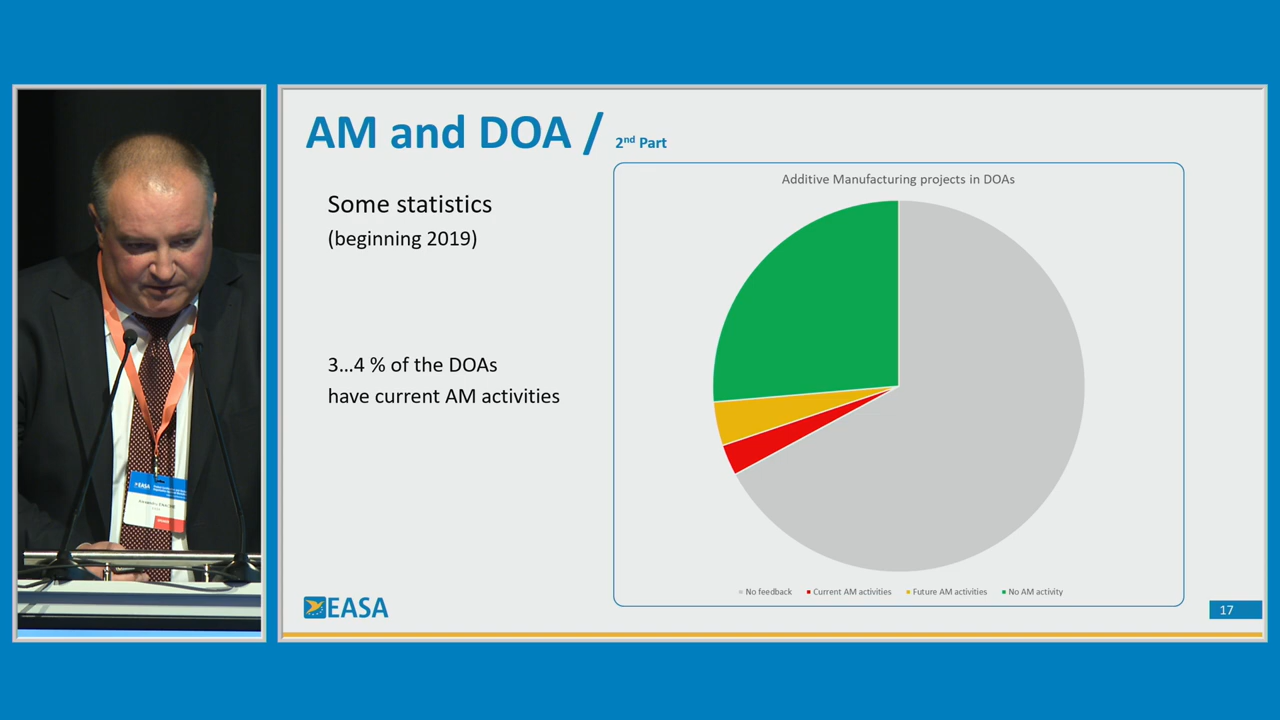 AM and DOA / 2nd Part
Some statistics
(beginning 2019)
3...4 % of the DOAs
have current AM activities
Additive Manufacturing projects in DOAs
No feedback Current AM activities Future AM activities No AM activity
EASA
17
EASA